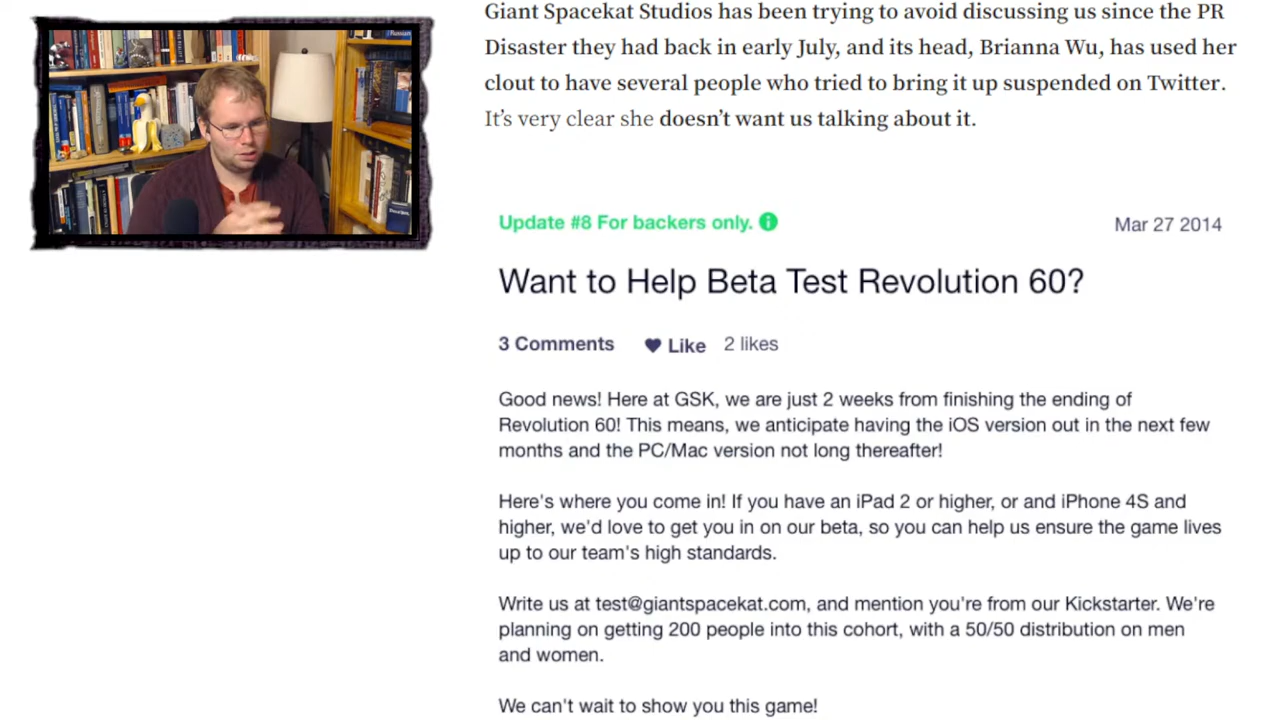 Giant Spacekat Studios has been trying to avoid discussing us since the PR
Disaster they had back in early July, and its head, Brianna Wu, has used her
clout to have several people who tried to bring it up suspended on Twitter.
It's very clear she doesn't want us talking about it.
Update #8 For backers only.
Mar 27 2014
Want to Help Beta Test Revolution 60?
3 Comments Like 2 likes
Good news! Here at GSK, we are just 2 weeks from finishing the ending of
Revolution 60! This means, we anticipate having the iOS version out in the next few
months and the PC/Mac version not long thereafter!
Here's where you come in! If you have an iPad 2 or higher, or and iPhone 4S and
higher, we'd love to get you in on our beta, so you can help us ensure the game lives
up to our team's high standards.
Write us at test@giantspacekat.com, and mention you're from our Kickstarter. We're
planning on getting 200 people into this cohort, with a 50/50 distribution on men
and women.
We can't wait to show you this game!